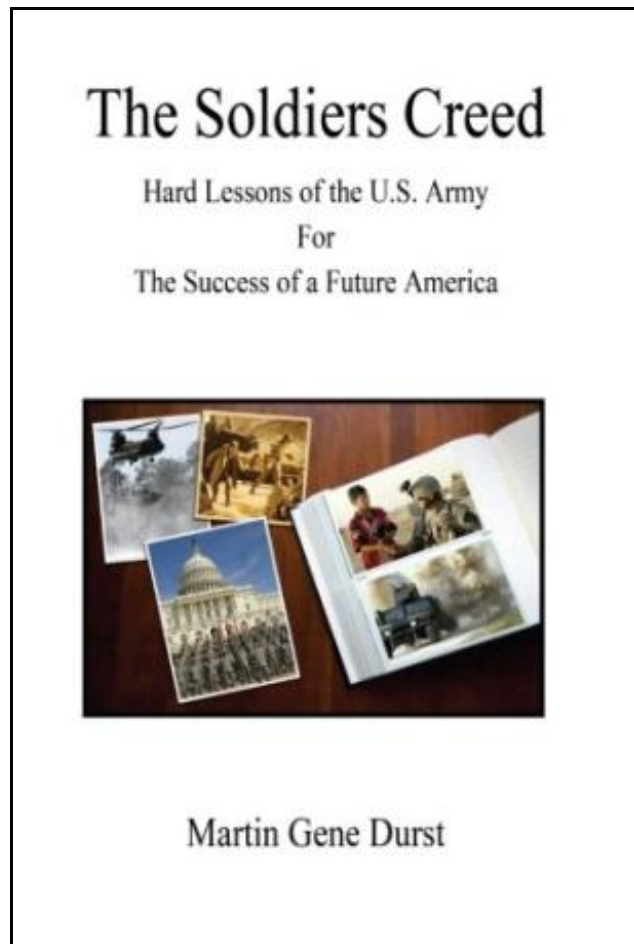 The Soldiers Creed
Hard Lessons of the U.S. Army
For
The Success of a Future America
Martin Gene Durst